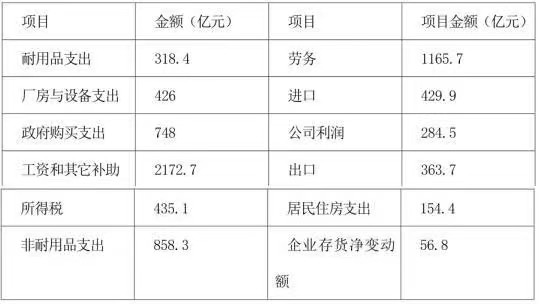 项目 金额（亿元） 项目 项目金额（亿元）
耐用品支出 318.4 劳务 1165.7
厂房与设备支出 426 进口 429.9
政府购买支出 748 公司利润 284.5
工资和其它补助 2172.7 出口 363.7
所得税 435.1 居民住房支出 154.4
非耐用品支出 858.3 企业存货净变动 56.8
额